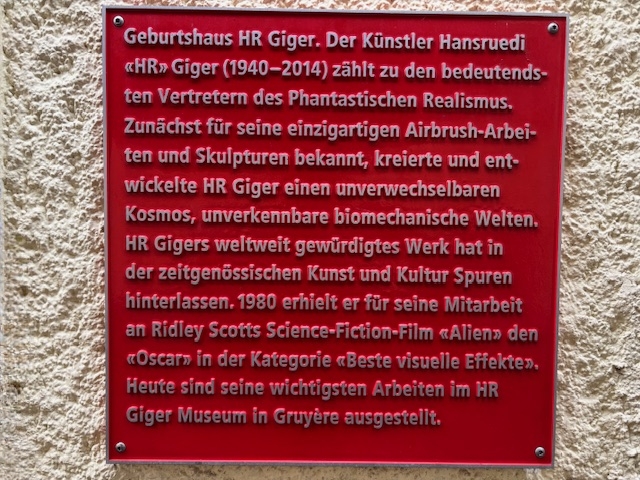 Geburtshaus HR Giger. Der Künstler Hansruedi
«HR» Giger (1940–2014) zählt zu den bedeutends-
ten Vertretern des Phantastischen Realismus.
Zunächst für seine einzigartigen Airbrush-Arbei-
ten und Skulpturen bekannt, kreierte und ent-
wickelte HR Giger einen unverwechselbaren
Kosmos, unverkennbare biomechanische Welten.
HR Gigers weltweit gewürdigtes Werk hat in
der zeitgenössischen Kunst und Kultur Spuren
hinterlassen. 1980 erhielt er für seine Mitarbeit
an Ridley Scotts Science-Fiction-Film «Alien» den
«Oscar» in der Kategorie «Beste visuelle Effekte».
Heute sind seine wichtigsten Arbeiten im HR
Giger Museum in Gruyère ausgestellt.